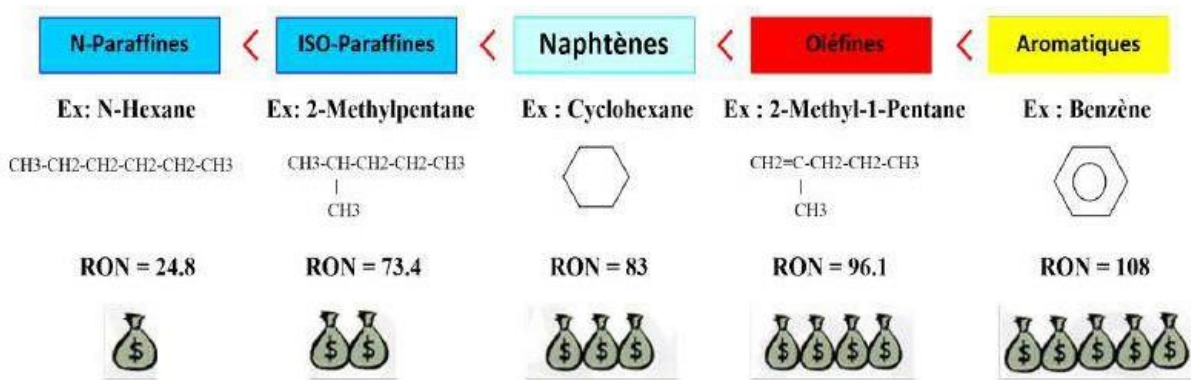 N-Paraffines < ISO-Paraffines < Naphtènes < Oléfines < Aromatiques
Ex: N-Hexane Ex: 2-Methylpentane Ex : Cyclohexane Ex : 2-Methyl-1-Pentane Ex : Benzène
CH3-CH2-CH2-CH2-CH2-CH3 CH3-CH-CH2-CH2-CH3 CH2=C-CH2-CH2-CH3
CH3 CH3
RON = 24.8 RON = 73.4 RON = 83 RON = 96.1 RON = 108
$ $ $ $ $ $ $ $ $ $ $ $ $ $ $